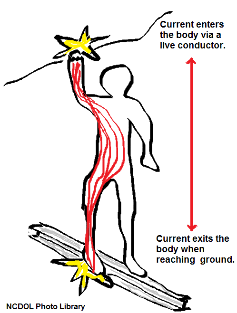 Current enters
the body via a
live conductor.
Current exits the
body when
reaching ground.
NCDOL Photo Library